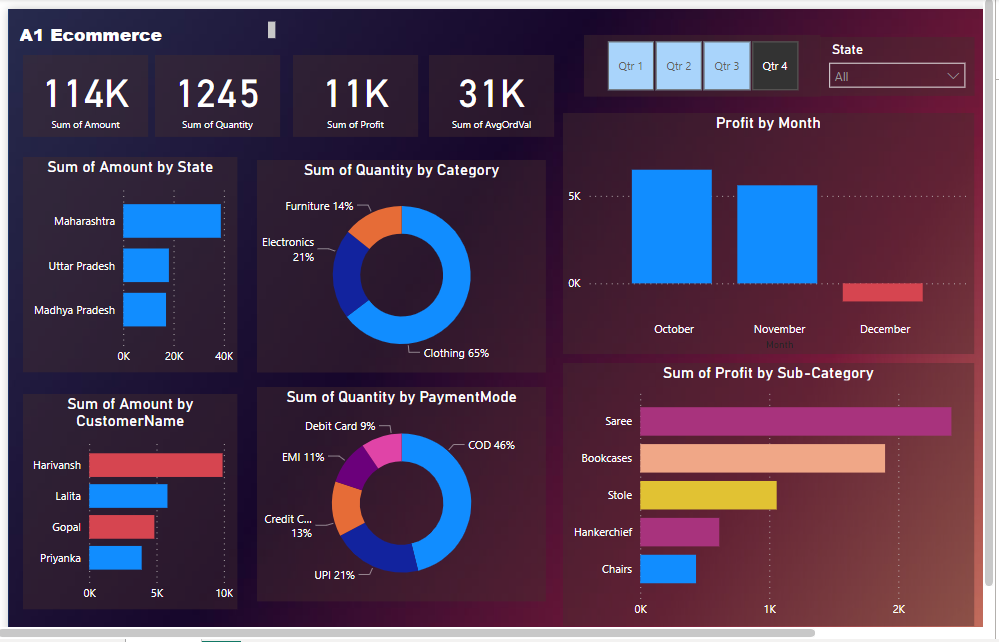 A1 Ecommerce
114K
Sum of Amount
1245
Sum of Quantity
11K
Sum of Profit
31K
Sum of AvgOrdVal
Qtr 1
Qtr 2
Qtr 3
Qtr 4
State
All
Sum of Amount by State
Maharashtra
Uttar Pradesh
Madhya Pradesh
0K
20K
40K
Sum of Quantity by Category
Furniture 14%
Electronics
21%
Clothing 65%
Profit by Month
5K
0K
October
November
December
Month
Sum of Amount by
CustomerName
Harivansh
Lalita
Gopal
Priyanka
0K
5K
10K
Sum of Quantity by PaymentMode
Debit Card 9%
COD 46%
EMI 11%
Credit C...
13%
UPI 21%
Sum of Profit by Sub-Category
Saree
Bookcases
Stole
Hankerchief
Chairs
0K
1K
2K